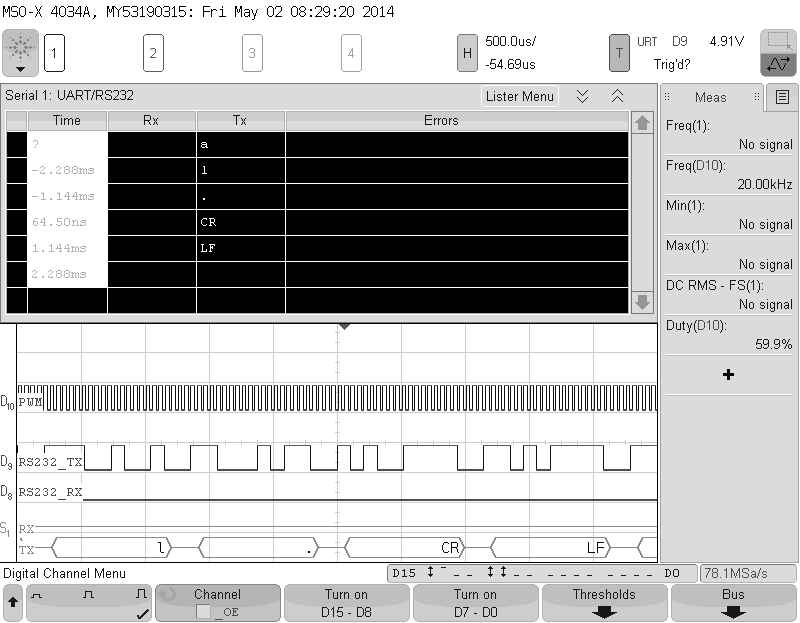 MSO-X 4034A, MY53190315: Fri May 02 08:29:20 2014
1
2
3
4
H
500.0us/
-54.69us
T
URT D9 4.91V
Trig'd?
Serial 1: UART/RS232
Lister Menu
Time Rx Tx Errors
? a
-2.288ms l
-1.144ms .
64.50ns CR
1.144ms LF
2.288ms
Meas
Freq(1):
No signal
Freq(D10):
20.00kHz
Min(1):
No signal
Max(1):
No signal
DC RMS - FS(1):
No signal
Duty(D10):
59.9%
+
D10 PWM
D9 RS232_TX
D8 RS232_RX
S1 RX
TX l . CR LF
Digital Channel Menu
D15 D0
78.1MSa/s
Channel
_OE
Turn on
D15 - D8
Turn on
D7 - D0
Thresholds
Bus